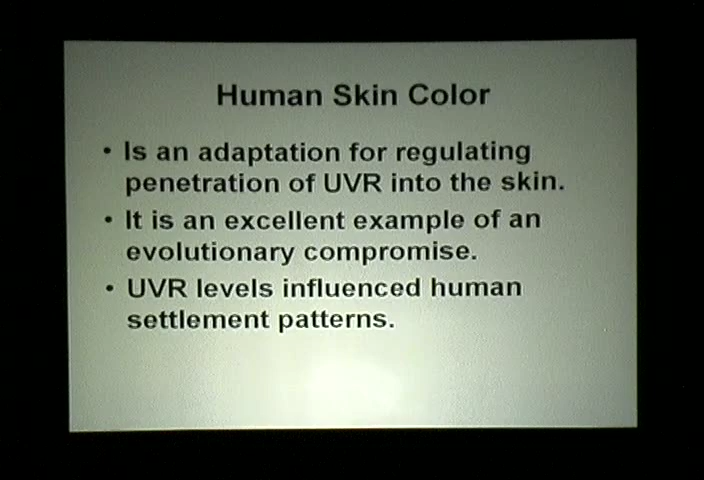 Human Skin Color
• Is an adaptation for regulating
penetration of UVR into the skin.
• It is an excellent example of an
evolutionary compromise.
• UVR levels influenced human
settlement patterns.